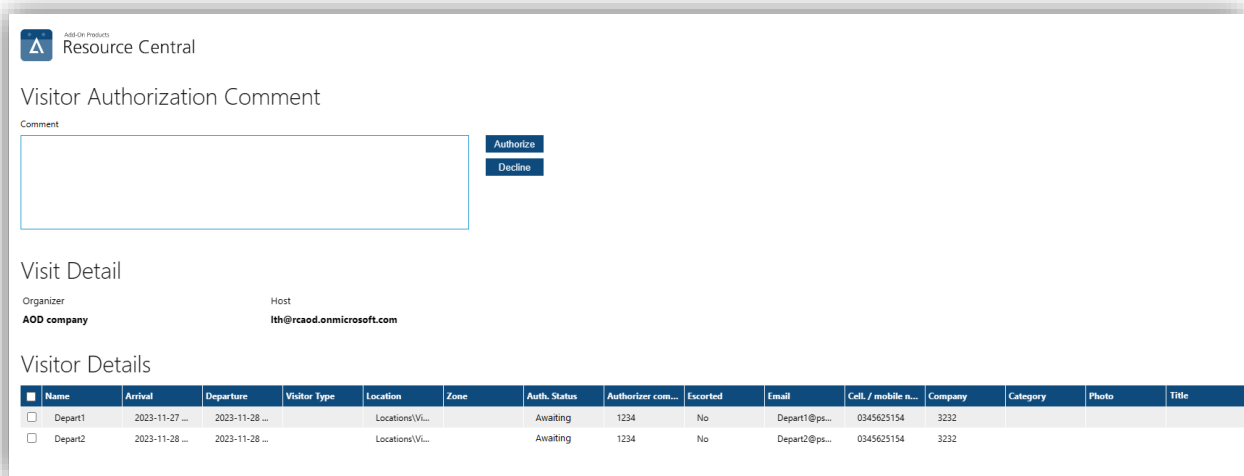 Add-On Products
Resource Central
Visitor Authorization Comment
Comment
Authorize
Decline
Visit Detail
Organizer Host
AOD company lth@rcaod.onmicrosoft.com
Visitor Details
Name Arrival Departure Visitor Type Location Zone Auth. Status Authorizer com... Escorted Email Cell. / mobile n... Company Category Photo Title
Depart1 2023-11-27 ... 2023-11-28 ... Locations\Vi... Awaiting 1234 No Depart1@ps... 0345625154 3232
Depart2 2023-11-28 ... 2023-11-28 ... Locations\Vi... Awaiting 1234 No Depart2@ps... 0345625154 3232